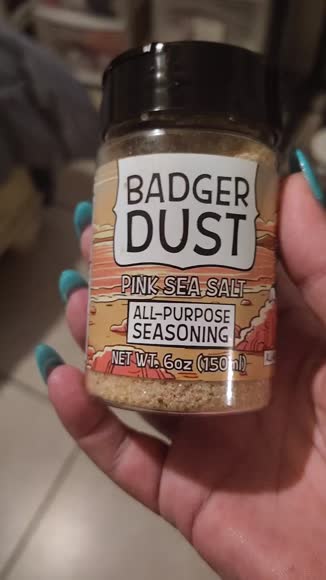 BADGER
DUST
PINK SEA SALT
ALL-PURPOSE
SEASONING
NET WT. 6oz (150ml)